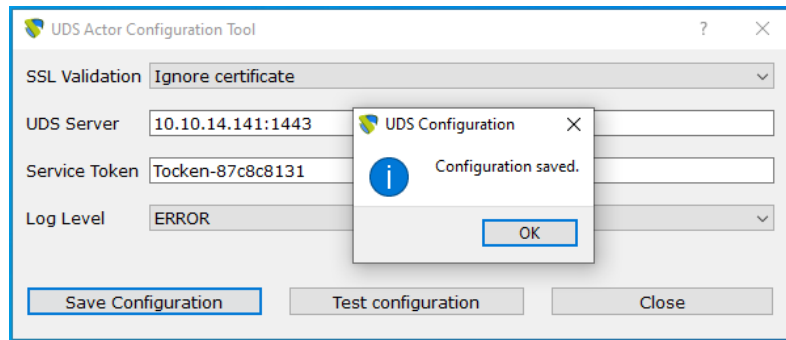 UDS Actor Configuration Tool ?
SSL Validation Ignore certificate
UDS Server 10.10.14.141:1443
Service Token Tocken-87c8c8131
Log Level ERROR
UDS Configuration
Configuration saved.
OK
Save Configuration Test configuration Close